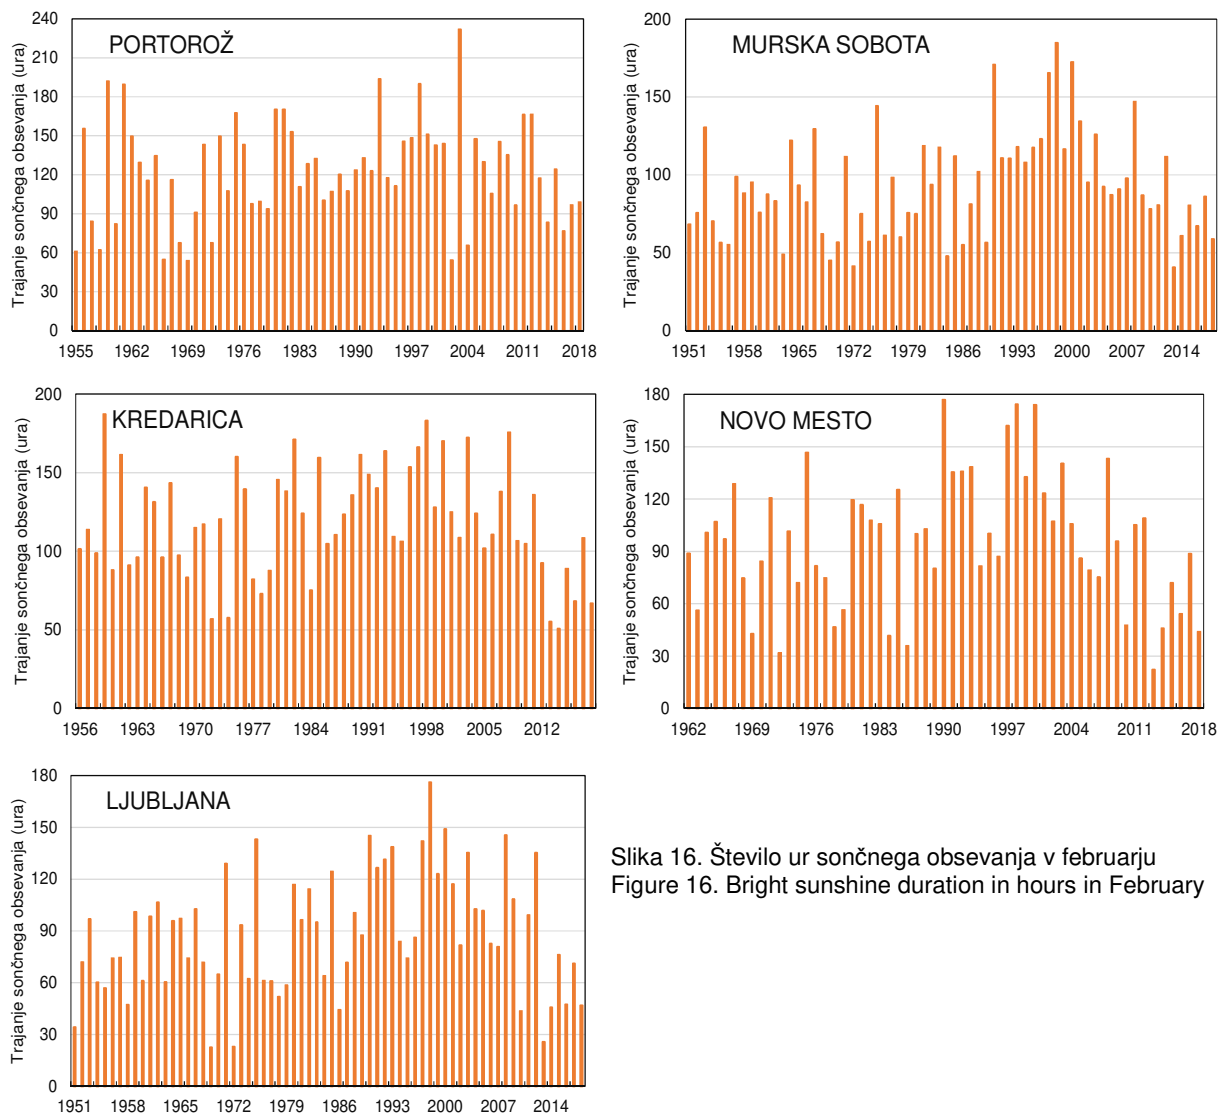 PORTOROŽ
Trajanje sončnega obsevanja (ura)
240
210
180
150
120
90
60
30
0
1955 1962 1969 1976 1983 1990 1997 2004 2011 2018
MURSKA SOBOTA
Trajanje sončnega obsevanja (ura)
200
150
100
50
0
1951 1958 1965 1972 1979 1986 1993 2000 2007 2014
KREDARICA
Trajanje sončnega obsevanja (ura)
200
150
100
50
0
1956 1963 1970 1977 1984 1991 1998 2005 2012
NOVO MESTO
Trajanje sončnega obsevanja (ura)
180
150
120
90
60
30
0
1962 1969 1976 1983 1990 1997 2004 2011 2018
LJUBLJANA
Trajanje sončnega obsevanja (ura)
180
150
120
90
60
30
0
1951 1958 1965 1972 1979 1986 1993 2000 2007 2014
Slika 16. Število ur sončnega obsevanja v februarju
Figure 16. Bright sunshine duration in hours in February